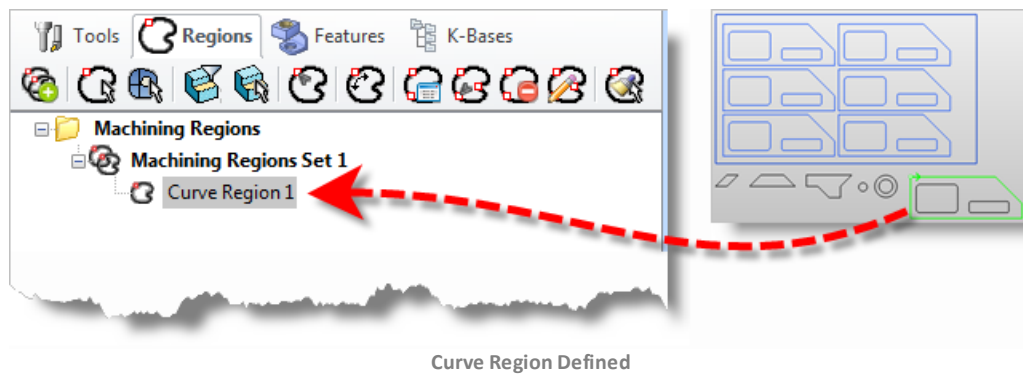 Tools Regions Features K-Bases
Machining Regions
Machining Regions Set 1
Curve Region 1
Curve Region Defined